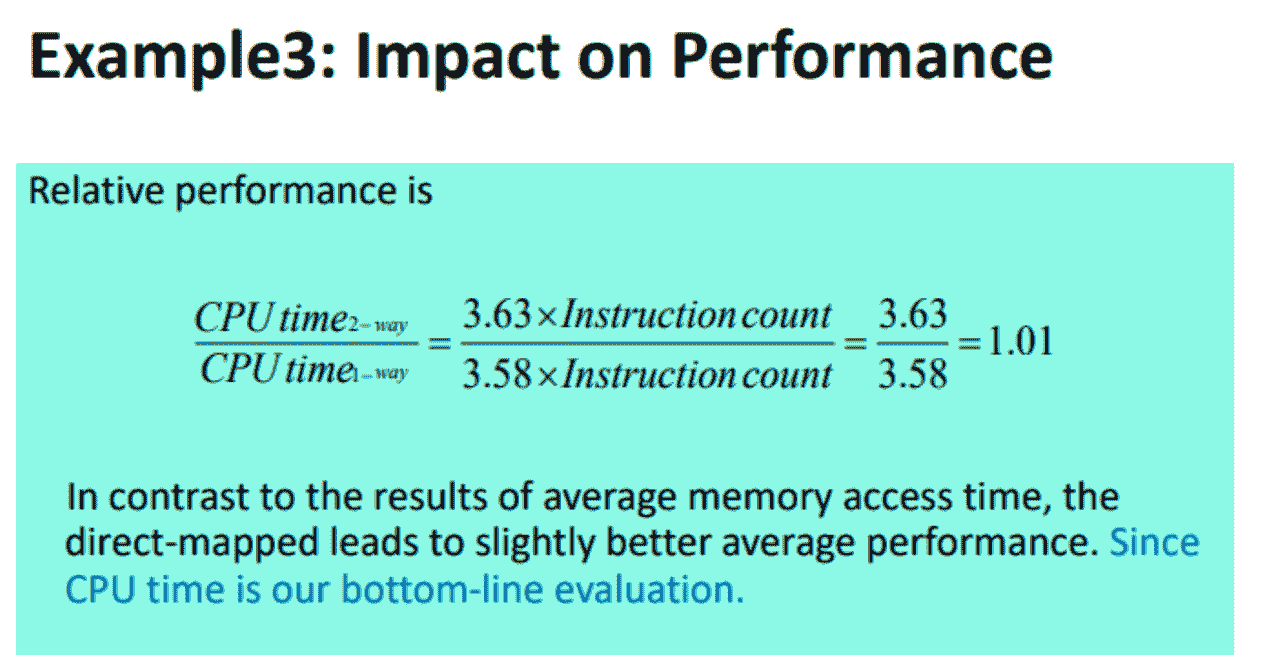 Example3: Impact on Performance
Relative performance is
CPU time2-way / CPU time1-way = 3.63×Instruction count / 3.58×Instruction count = 3.63 / 3.58 = 1.01
In contrast to the results of average memory access time, the
direct-mapped leads to slightly better average performance. Since
CPU time is our bottom-line evaluation.